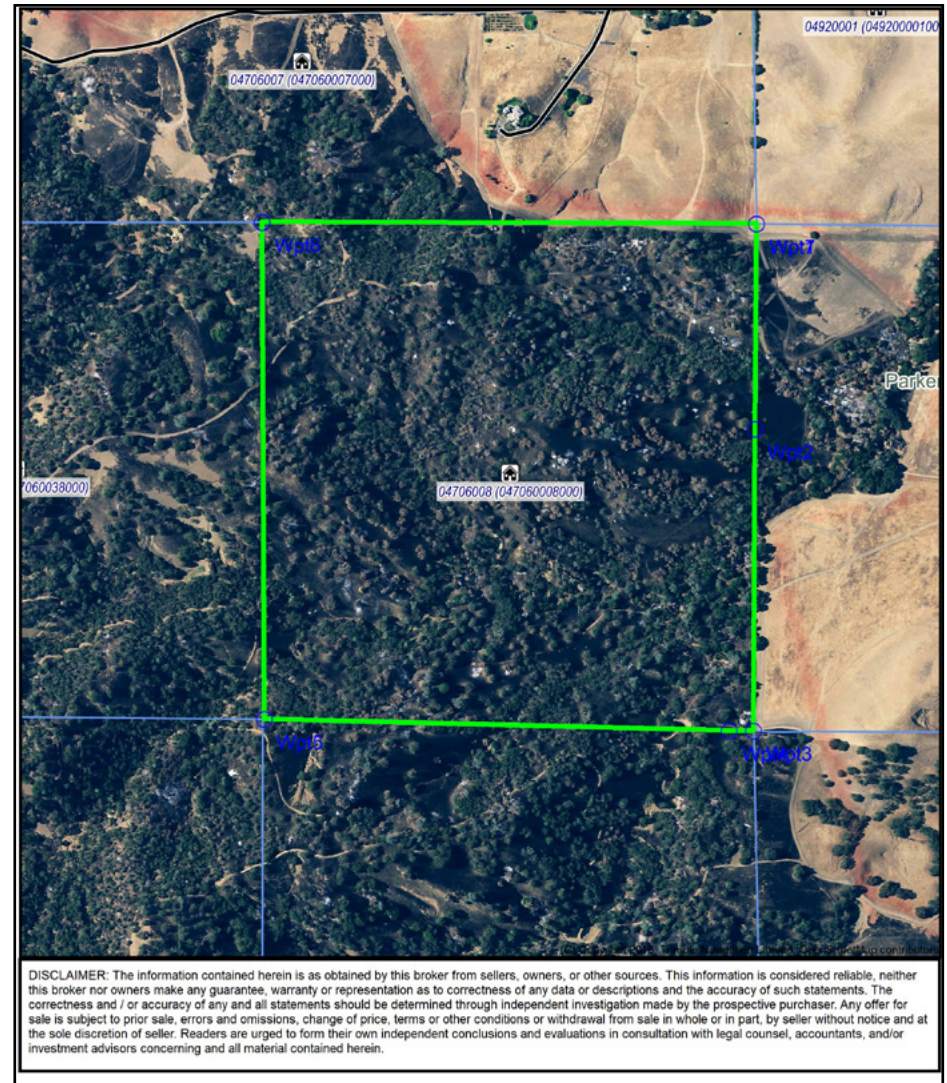 04920001 (04920000100
04706007 (047060007000)
Wpt6
Wpt7
Parke
Wpt2
7060038000)
04706008 (047060008000)
Wpt5
Wpt3
Map contributors
DISCLAIMER: The information contained herein is as obtained by this broker from sellers, owners, or other sources. This information is considered reliable, neither
this broker nor owners make any guarantee, warranty or representation as to correctness of any data or descriptions and the accuracy of such statements. The
correctness and / or accuracy of any and all statements should be determined through independent investigation made by the prospective purchaser. Any offer for
sale is subject to prior sale, errors and omissions, change of price, terms or other conditions or withdrawal from sale in whole or in part, by seller without notice and at
the sole discretion of seller. Readers are urged to form their own independent conclusions and evaluations in consultation with legal counsel, accountants, and/or
investment advisors concerning and all material contained herein.